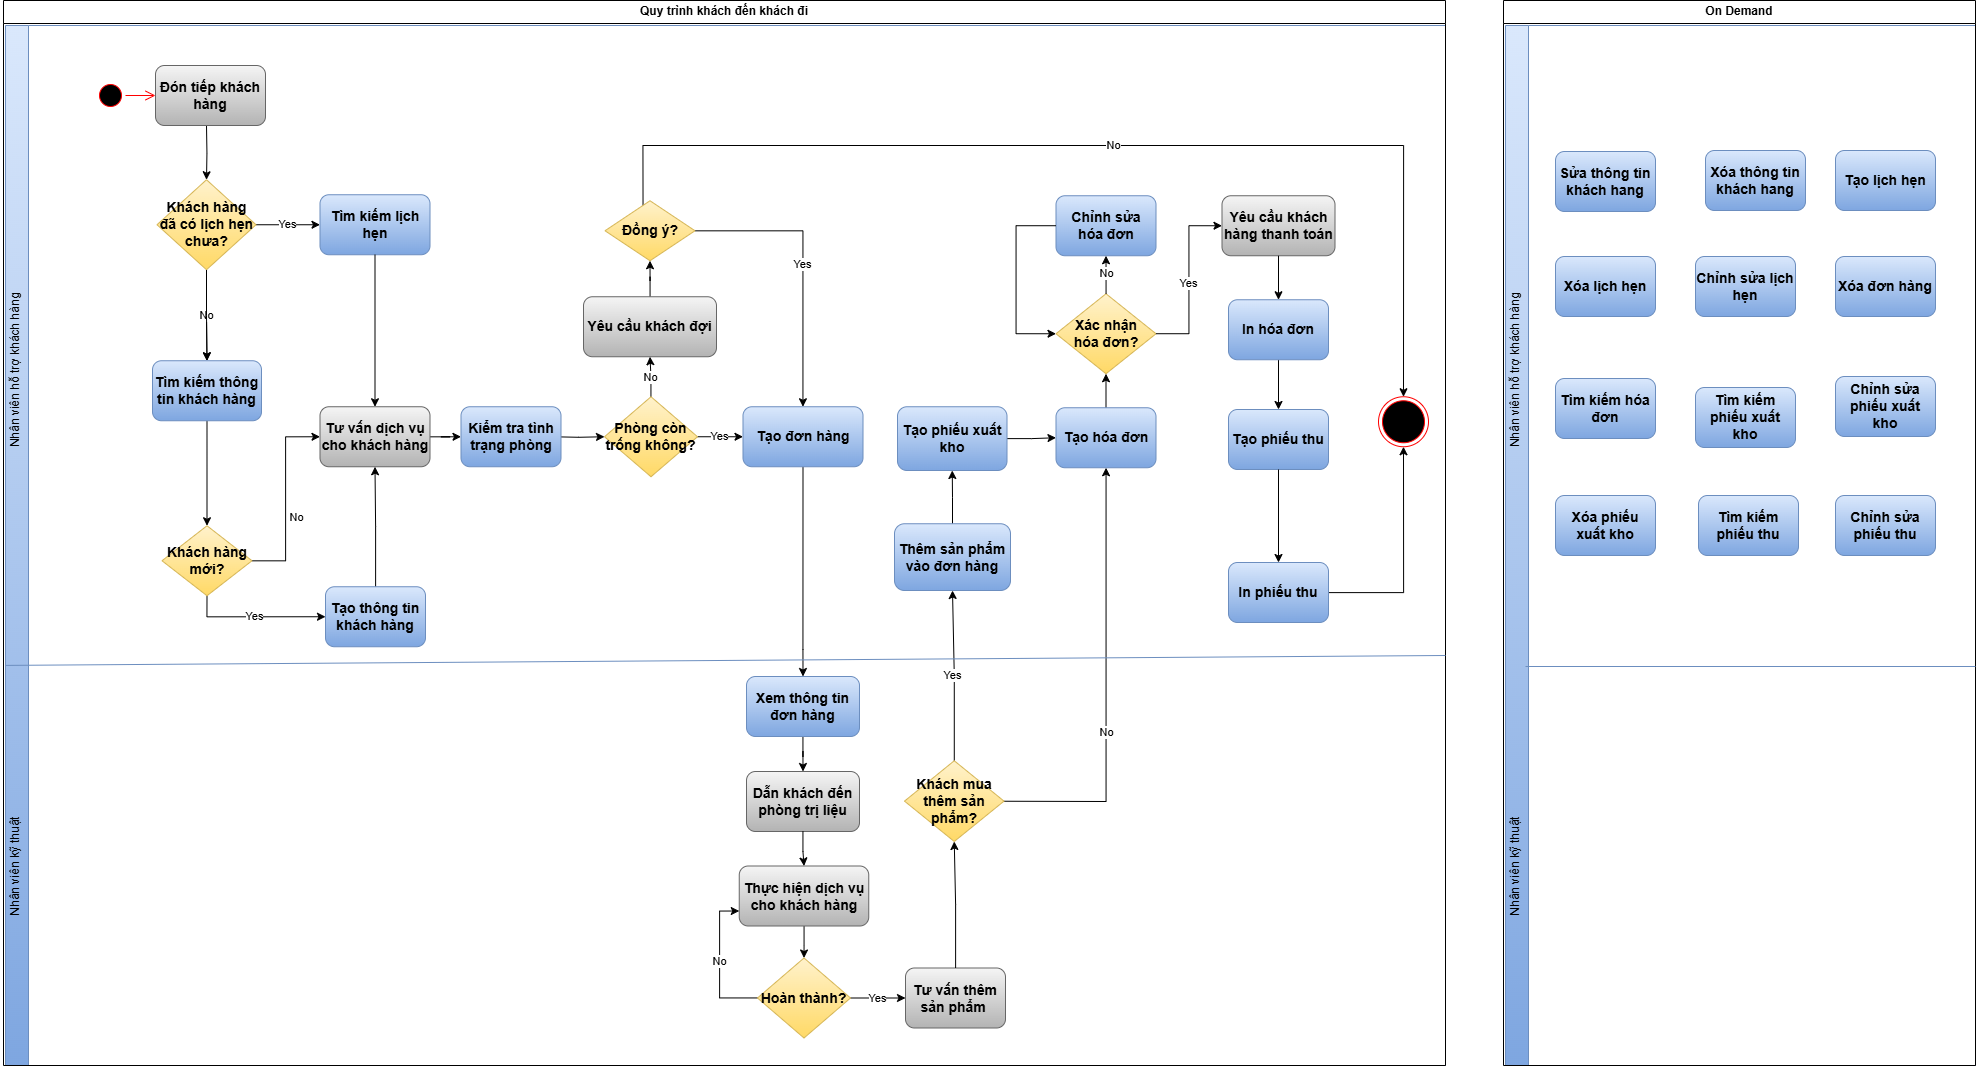 Quy trình khách đến khách đi
Nhân viên hỗ trợ khách hàng
Đón tiếp khách
hàng
Khách hàng
đã có lịch hẹn
chưa?
Yes
Tìm kiếm lịch
hẹn
No
Tìm kiếm thông
tin khách hàng
Khách hàng
mới?
No
Yes
Tạo thông tin
khách hàng
Tư vấn dịch vụ
cho khách hàng
Kiểm tra tình
trạng phòng
Phòng còn
trống không?
No
Yêu cầu khách đợi
Đồng ý?
No
Yes
Yes
Tạo đơn hàng
Tạo phiếu xuất
kho
Thêm sản phẩm
vào đơn hàng
Tạo hóa đơn
Xác nhận
hóa đơn?
No
Chỉnh sửa
hóa đơn
Yes
Yêu cầu khách
hàng thanh toán
In hóa đơn
Tạo phiếu thu
In phiếu thu
Nhân viên kỹ thuật
Xem thông tin
đơn hàng
Dẫn khách đến
phòng trị liệu
Thực hiện dịch vụ
cho khách hàng
Hoàn thành?
No
Yes
Tư vấn thêm
sản phẩm
Khách mua
thêm sản
phẩm?
Yes
No
On Demand
Nhân viên hỗ trợ khách hàng
Sửa thông tin
khách hang
Xóa thông tin
khách hang
Tạo lịch hẹn
Xóa lịch hẹn
Chỉnh sửa lịch
hẹn
Xóa đơn hàng
Tìm kiếm hóa
đơn
Tìm kiếm
phiếu xuất
kho
Chỉnh sửa
phiếu xuất
kho
Xóa phiếu
xuất kho
Tìm kiếm
phiếu thu
Chỉnh sửa
phiếu thu
Nhân viên kỹ thuật